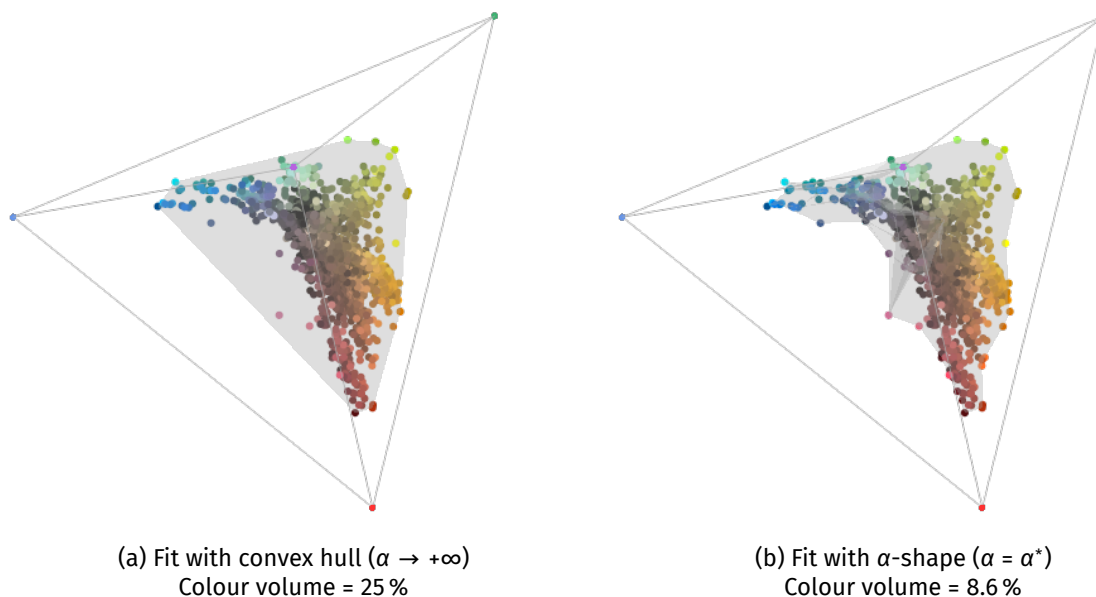 (a) Fit with convex hull (α → +∞)
Colour volume = 25 %
(b) Fit with α-shape (α = α*)
Colour volume = 8.6 %